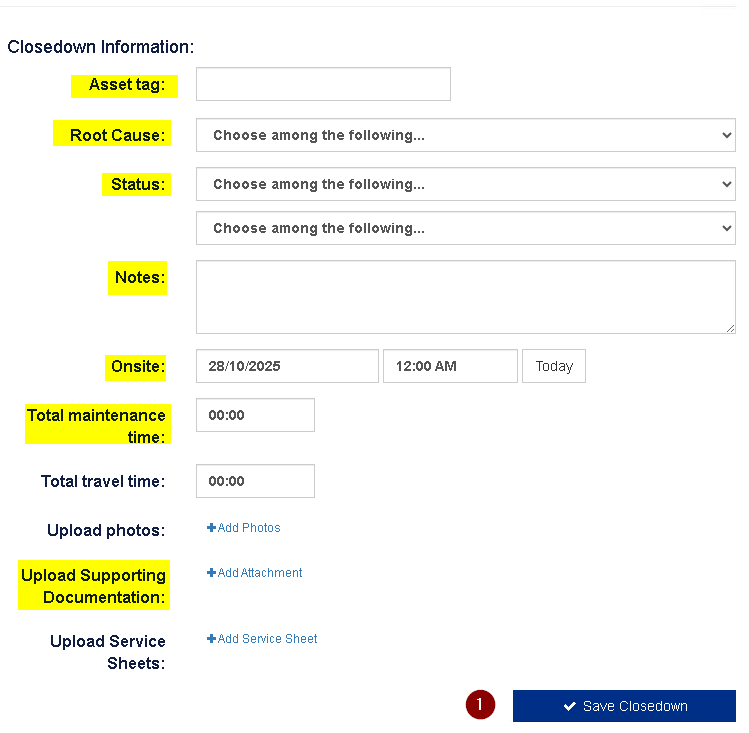 Closedown Information:
Asset tag:
Root Cause: Choose among the following...
Status: Choose among the following...
Choose among the following...
Notes:
Onsite: 28/10/2025 12:00 AM Today
Total maintenance time: 00:00
Total travel time: 00:00
Upload photos: Add Photos
Upload Supporting Documentation: Add Attachment
Upload Service Sheets: Add Service Sheet
1 Save Closedown